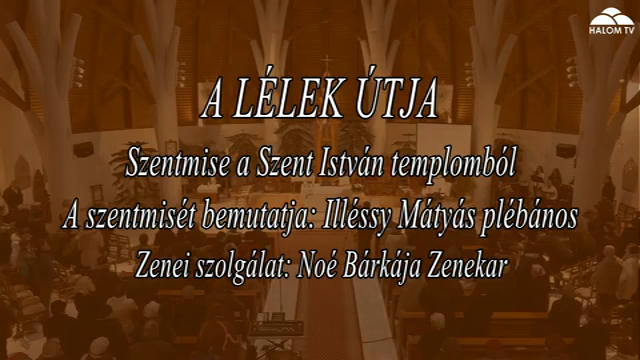 HALOM TV
A LÉLEK ÚTJA
Szentmise a Szent István templomból
A szentmisét bemutatja: Illéssy Mátyás plébános
Zenei szolgálat: Noé Bárkája Zenekar